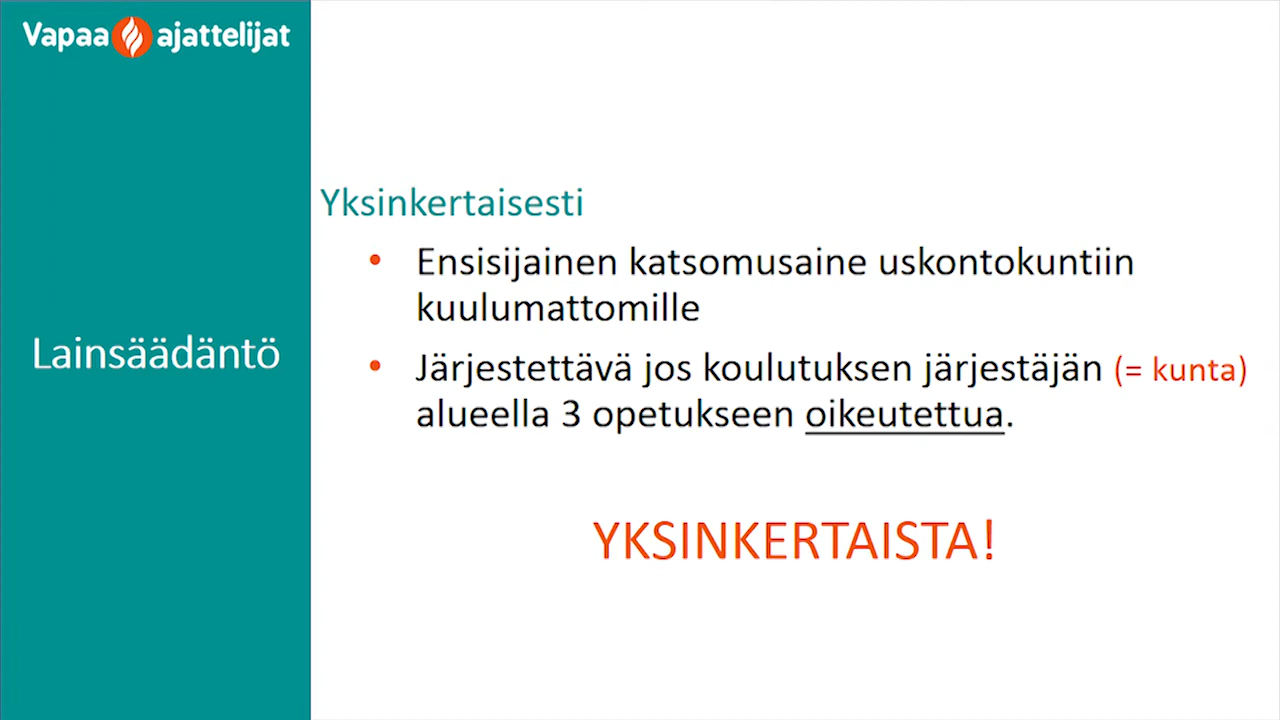 Vapaa ajattelijat
Lainsäädäntö
Yksinkertaisesti
• Ensisijainen katsomusaine uskontokuntiin
kuulumattomille
• Järjestettävä jos koulutuksen järjestäjän (= kunta)
alueella 3 opetukseen oikeutettua.
YKSINKERTAISTA!